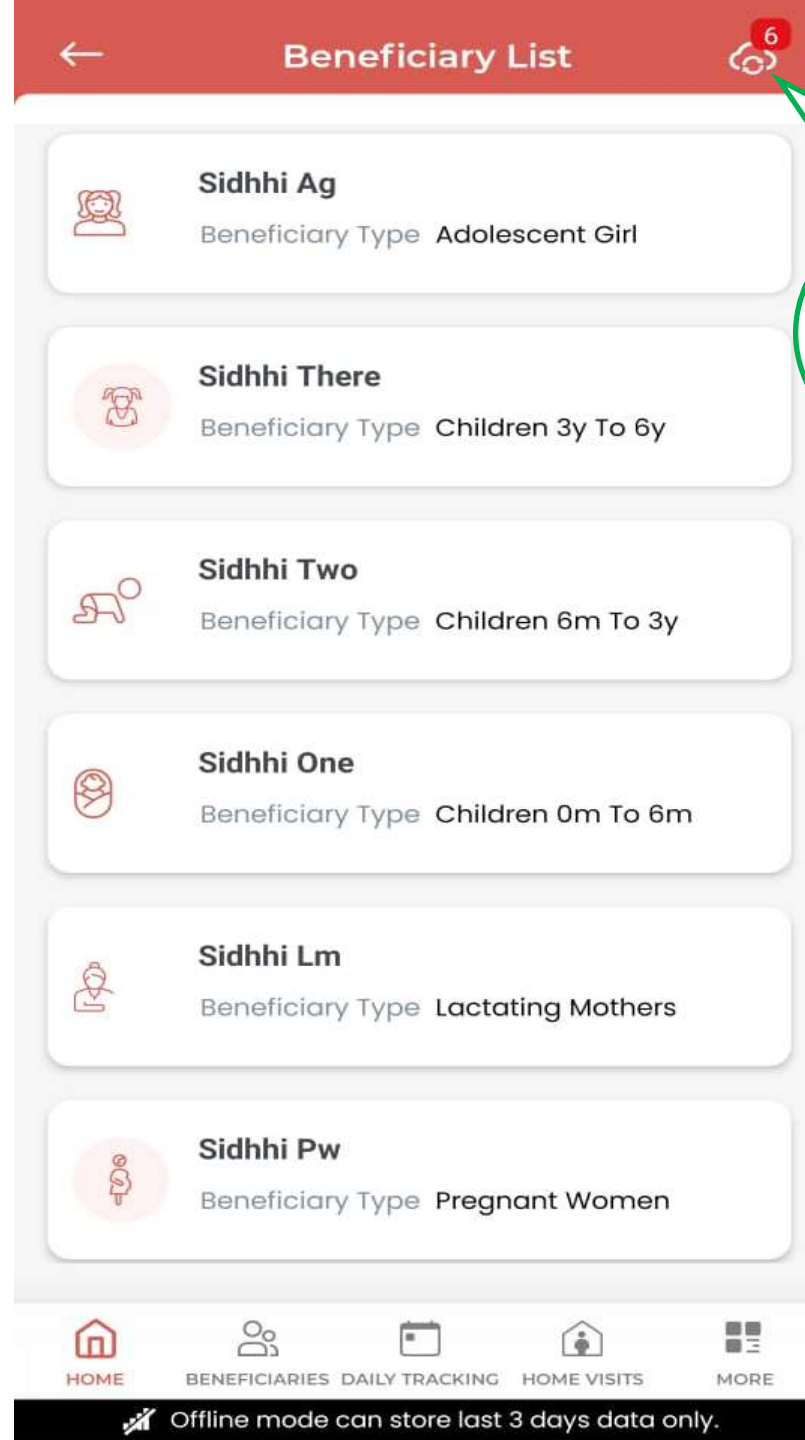 Beneficiary List
6
Sidhhi Ag
Beneficiary Type Adolescent Girl
Sidhhi There
Beneficiary Type Children 3y To 6y
Sidhhi Two
Beneficiary Type Children 6m To 3y
Sidhhi One
Beneficiary Type Children 0m To 6m
Sidhhi Lm
Beneficiary Type Lactating Mothers
Sidhhi Pw
Beneficiary Type Pregnant Women
HOME BENEFICIARIES DAILY TRACKING HOME VISITS MORE
Offline mode can store last 3 days data only.